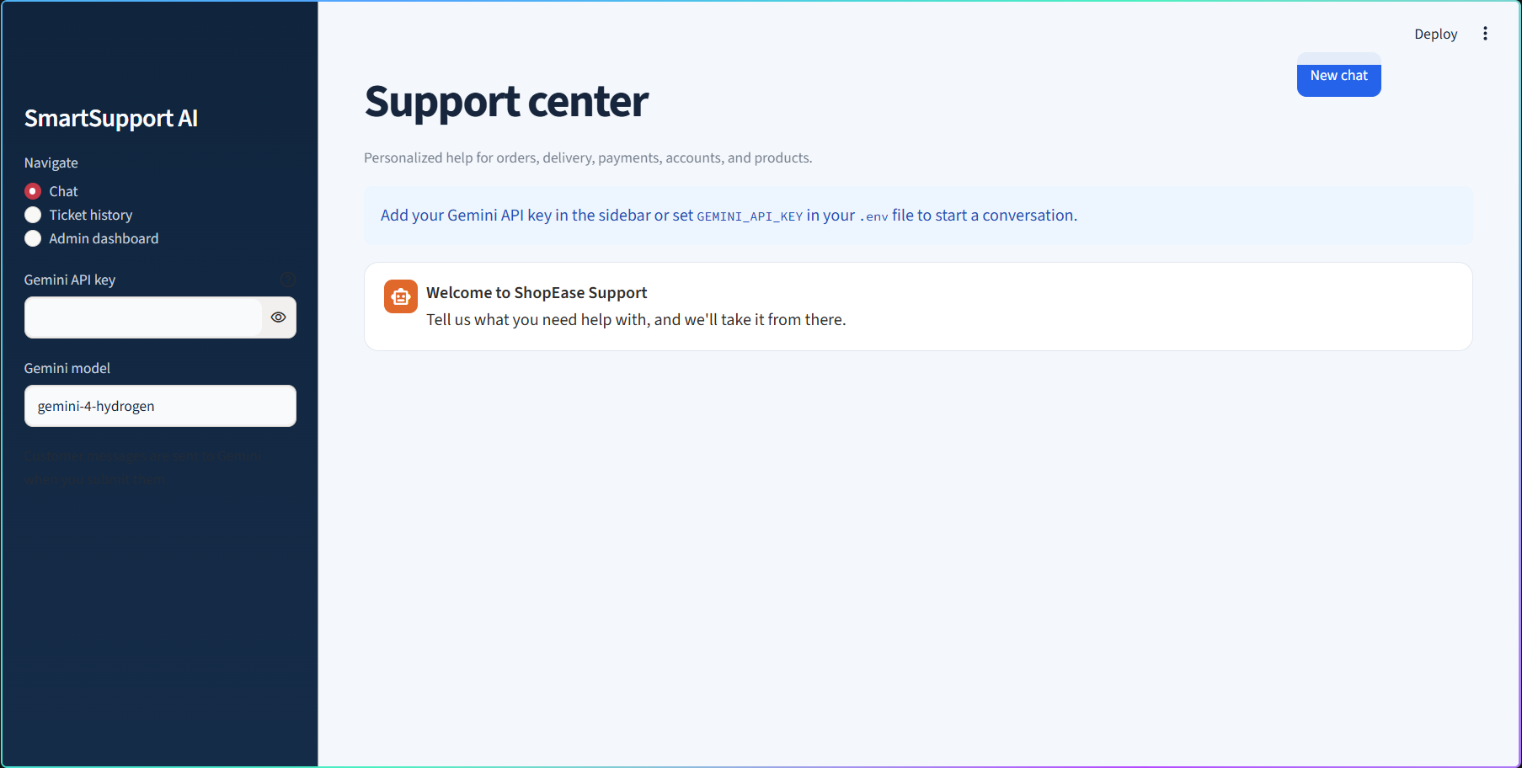 SmartSupport AI
Navigate
Chat
Ticket history
Admin dashboard
Gemini API key
Gemini model
gemini-4-hydrogen
Deploy
New chat
Support center
Personalized help for orders, delivery, payments, accounts, and products.
Add your Gemini API key in the sidebar or set GEMINI_API_KEY in your .env file to start a conversation.
Welcome to ShopEase Support
Tell us what you need help with, and we'll take it from there.